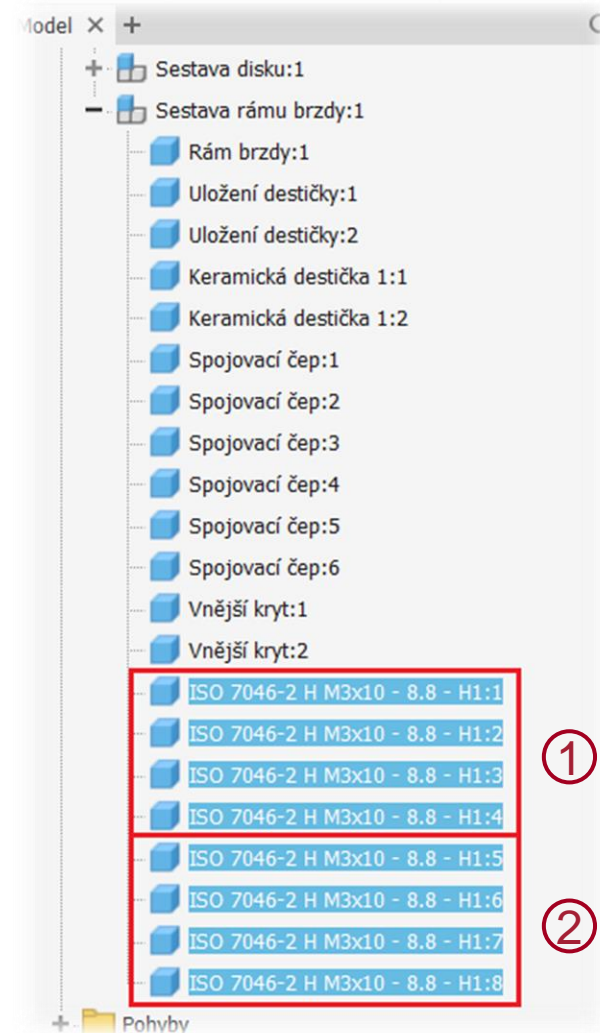 Model × +
Sestava disku:1
Sestava rámu brzdy:1
Rám brzdy:1
Uložení destičky:1
Uložení destičky:2
Keramická destička 1:1
Keramická destička 1:2
Spojovací čep:1
Spojovací čep:2
Spojovací čep:3
Spojovací čep:4
Spojovací čep:5
Spojovací čep:6
Vnější kryt:1
Vnější kryt:2
ISO 7046-2 H M3x10 - 8.8 - H1:1
ISO 7046-2 H M3x10 - 8.8 - H1:2
ISO 7046-2 H M3x10 - 8.8 - H1:3
1
ISO 7046-2 H M3x10 - 8.8 - H1:4
ISO 7046-2 H M3x10 - 8.8 - H1:5
ISO 7046-2 H M3x10 - 8.8 - H1:6
2
ISO 7046-2 H M3x10 - 8.8 - H1:7
ISO 7046-2 H M3x10 - 8.8 - H1:8
Pohyby